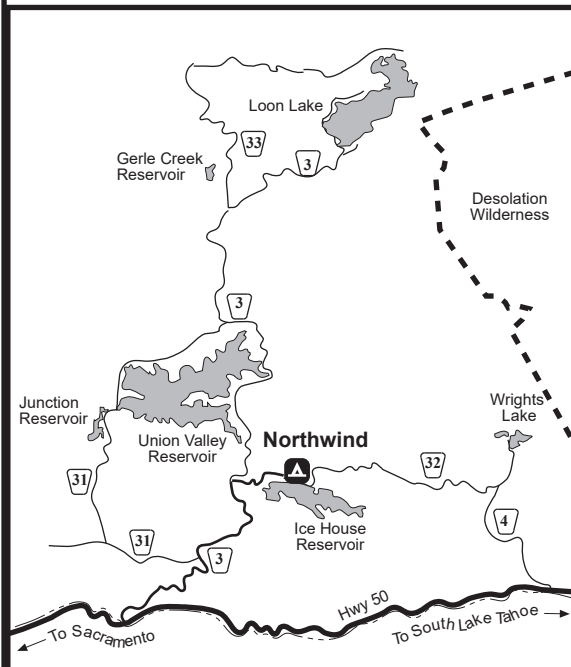 Loon Lake
33
3
Gerle Creek
Reservoir
Desolation
Wilderness
3
Junction
Reservoir
Union Valley
Reservoir
Northwind
Wrights
Lake
32
31
Ice House
Reservoir
4
31
3
Hwy 50
To Sacramento
To South Lake Tahoe